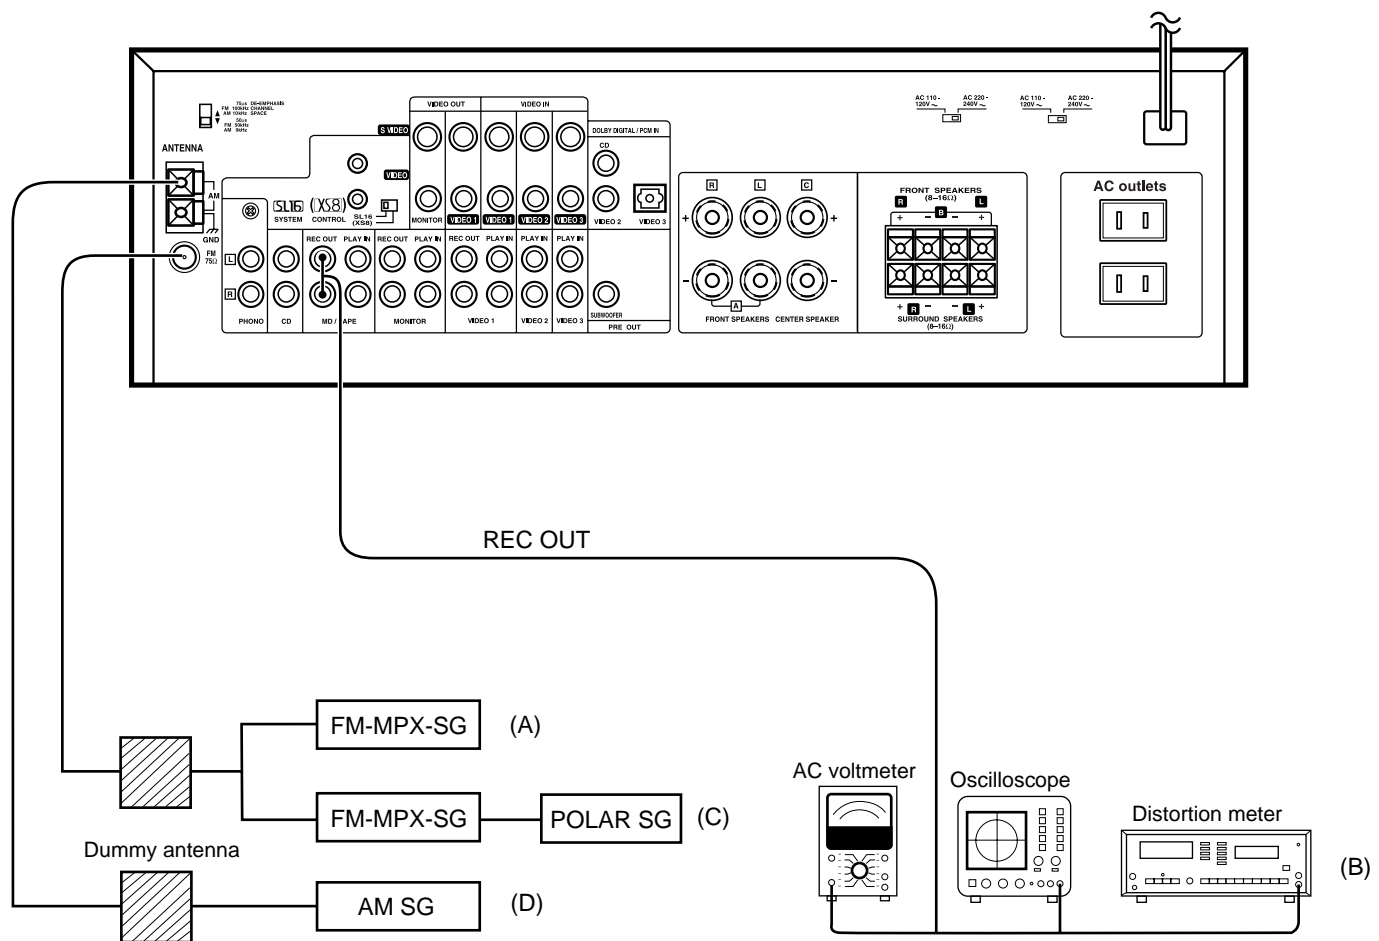 75μs DE-EMPHASIS
FM 100kHz CHANNEL
AM 10kHz SPACE
50μs
FM 50kHz
AM 9kHz
ANTENNA
AM
GND
FM
75Ω
L
R
PHONO
CD
SL16
SYSTEM
XS8
CONTROL
SL16
(XS8)
S VIDEO
VIDEO
VIDEO OUT
VIDEO IN
MONITOR
VIDEO 1
VIDEO 1
VIDEO 2
VIDEO 3
REC OUT
PLAY IN
REC OUT
PLAY IN
REC OUT
PLAY IN
PLAY IN
PLAY IN
MD / TAPE
MONITOR
VIDEO 1
VIDEO 2
VIDEO 3
DOLBY DIGITAL / PCM IN
CD
VIDEO 2
VIDEO 3
SUBWOOFER
PRE OUT
R
L
C
+
+
-
-
A
FRONT SPEAKERS
CENTER SPEAKER
AC 110 -
120V ~
AC 220 -
240V ~
AC 110 -
120V ~
AC 220 -
240V ~
FRONT SPEAKERS
(8–16Ω)
R
L
+ − B − +
+ R − − L +
SURROUND SPEAKERS
(8–16Ω)
AC outlets
REC OUT
FM-MPX-SG
(A)
FM-MPX-SG
POLAR SG
(C)
Dummy antenna
AM SG
(D)
AC voltmeter
Oscilloscope
Distortion meter
(B)